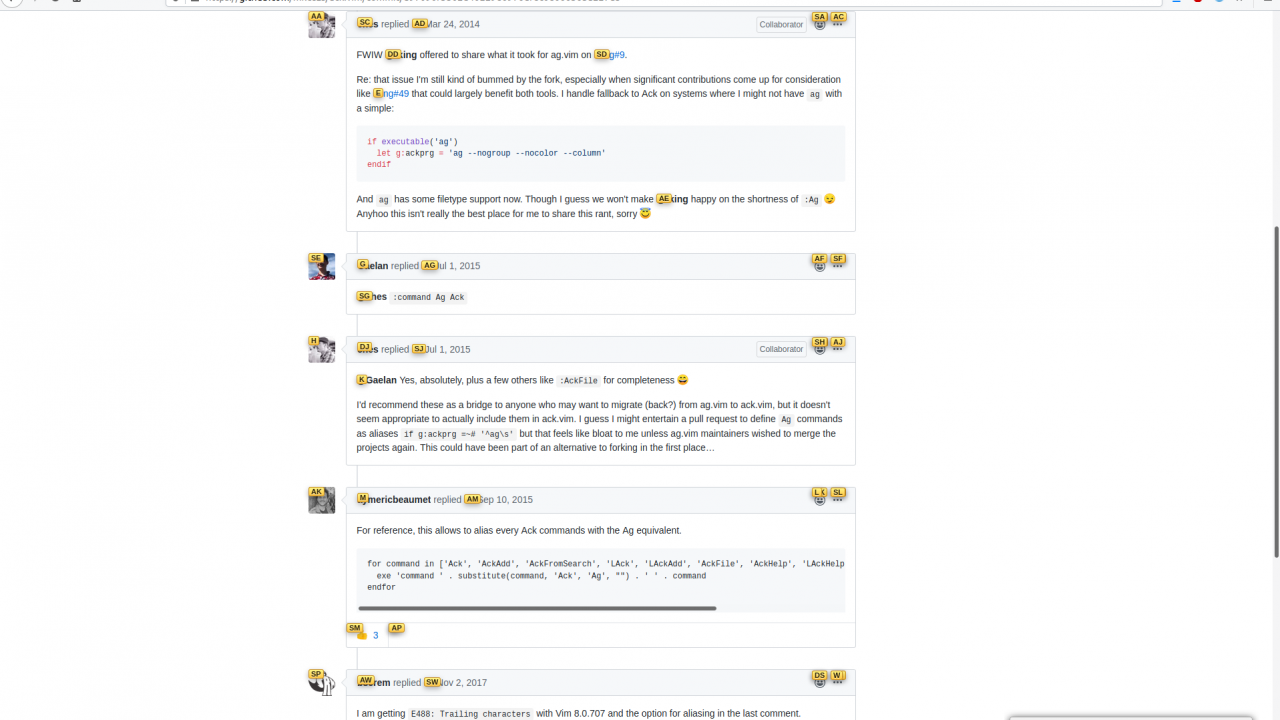 AA SC s replied AD Mar 24, 2014 Collaborator SA AC
FWIW DD king offered to share what it took for ag.vim on SD g#9.
Re: that issue I'm still kind of bummed by the fork, especially when significant contributions come up for consideration
like E ng#49 that could largely benefit both tools. I handle fallback to Ack on systems where I might not have ag with
a simple:
if executable('ag')
let g:ackprg = 'ag --nogroup --nocolor --column'
endif
And ag has some filetype support now. Though I guess we won't make AE king happy on the shortness of :Ag 😉
Anyhoo this isn't really the best place for me to share this rant, sorry 😇
SE G aelan replied AG Jul 1, 2015 AF SF
SG hes :command Ag Ack
H DJ es replied SJ Jul 1, 2015 Collaborator SH AJ
K Gaelan Yes, absolutely, plus a few others like :AckFile for completeness 😄
I'd recommend these as a bridge to anyone who may want to migrate (back?) from ag.vim to ack.vim, but it doesn't
seem appropriate to actually include them in ack.vim. I guess I might entertain a pull request to define Ag commands
as aliases if g:ackprg =~# '^ag\s' but that feels like bloat to me unless ag.vim maintainers wished to merge the
projects again. This could have been part of an alternative to forking in the first place…
AK M ymericbeaumet replied AM Sep 10, 2015 LK SL
For reference, this allows to alias every Ack commands with the Ag equivalent.
for command in ['Ack', 'AckAdd', 'AckFromSearch', 'LAck', 'LAckAdd', 'AckFile', 'AckHelp', 'LAckHelp
exe 'command ' . substitute(command, 'Ack', 'Ag', "") . ' ' . command
endfor
SM 👍 3 AP
SP AW rem replied SW Nov 2, 2017 DS W
I am getting E488: Trailing characters with Vim 8.0.707 and the option for aliasing in the last comment.